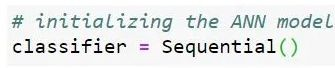 # initializing the ANN model
classifier = Sequential()